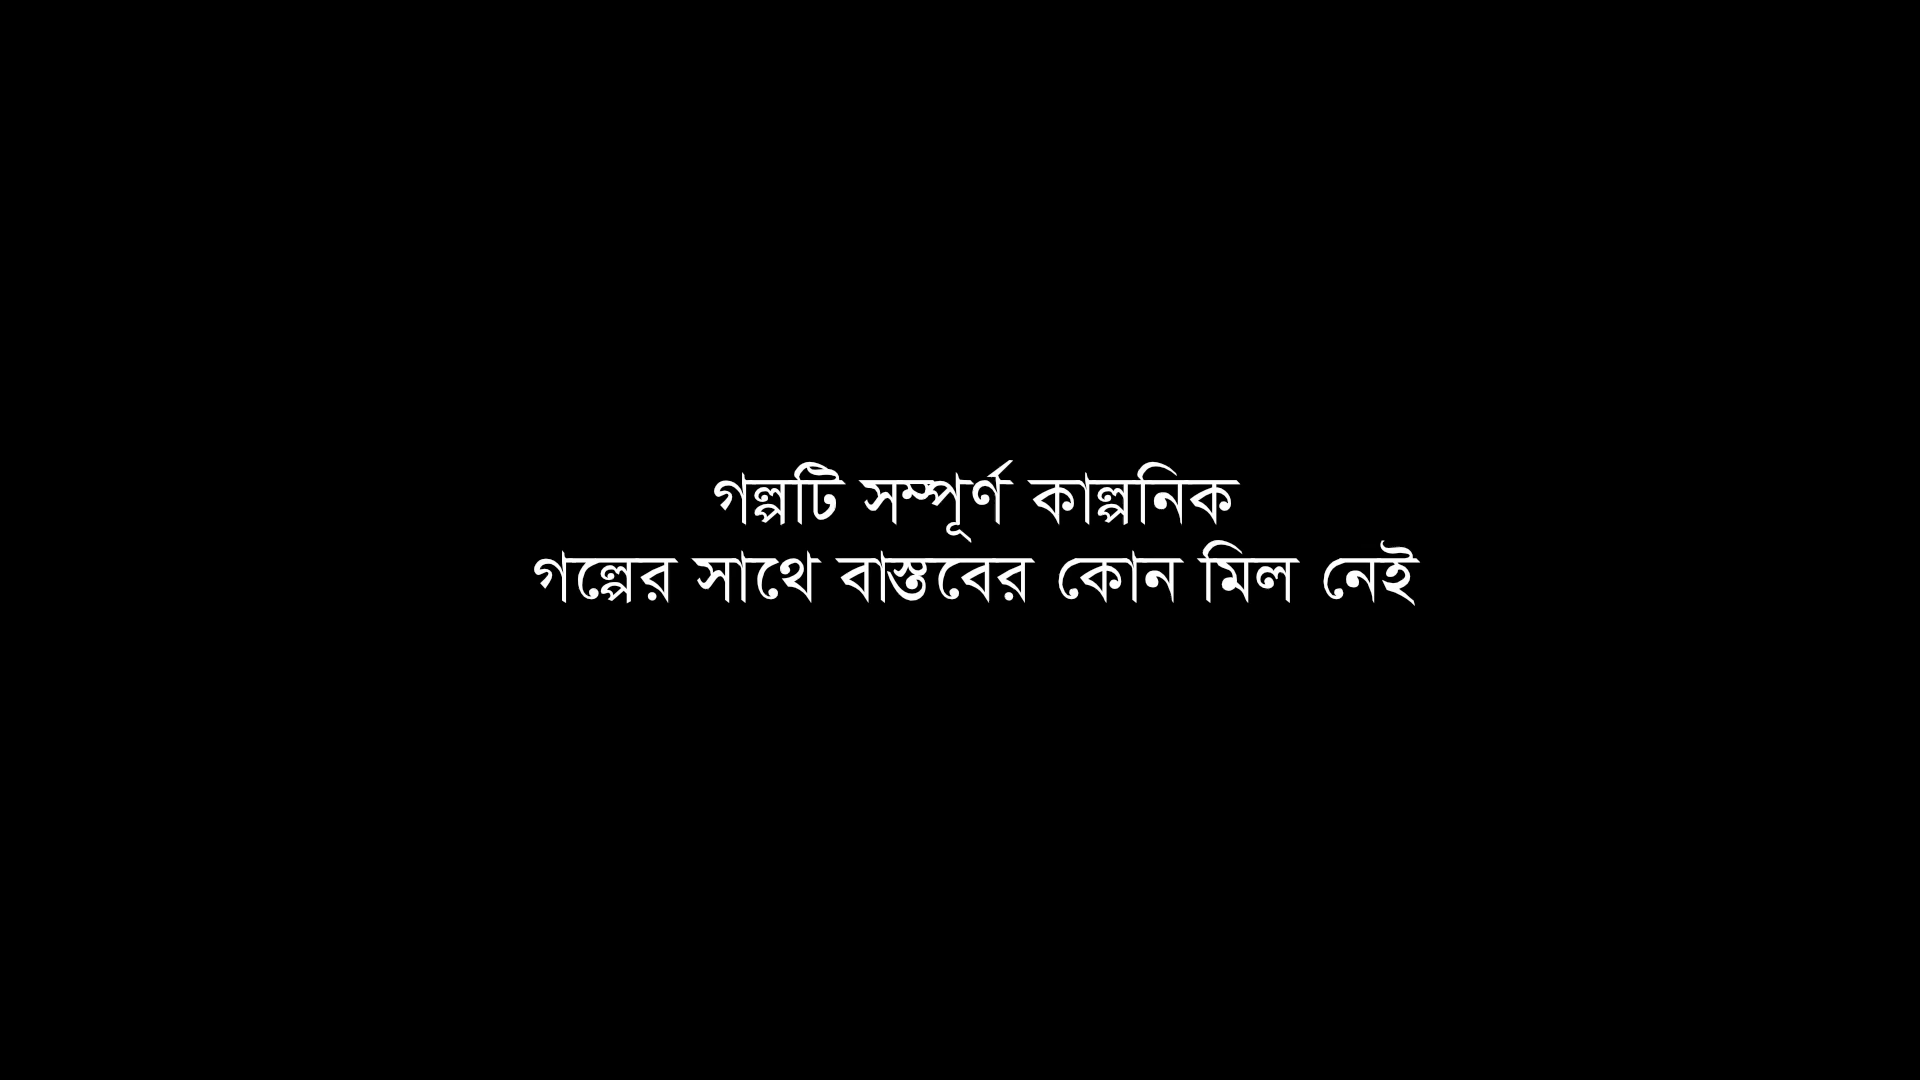 গল্পটি সম্পূর্ণ কাল্পনিক
গল্পের সাথে বাস্তবের কোন মিল নেই